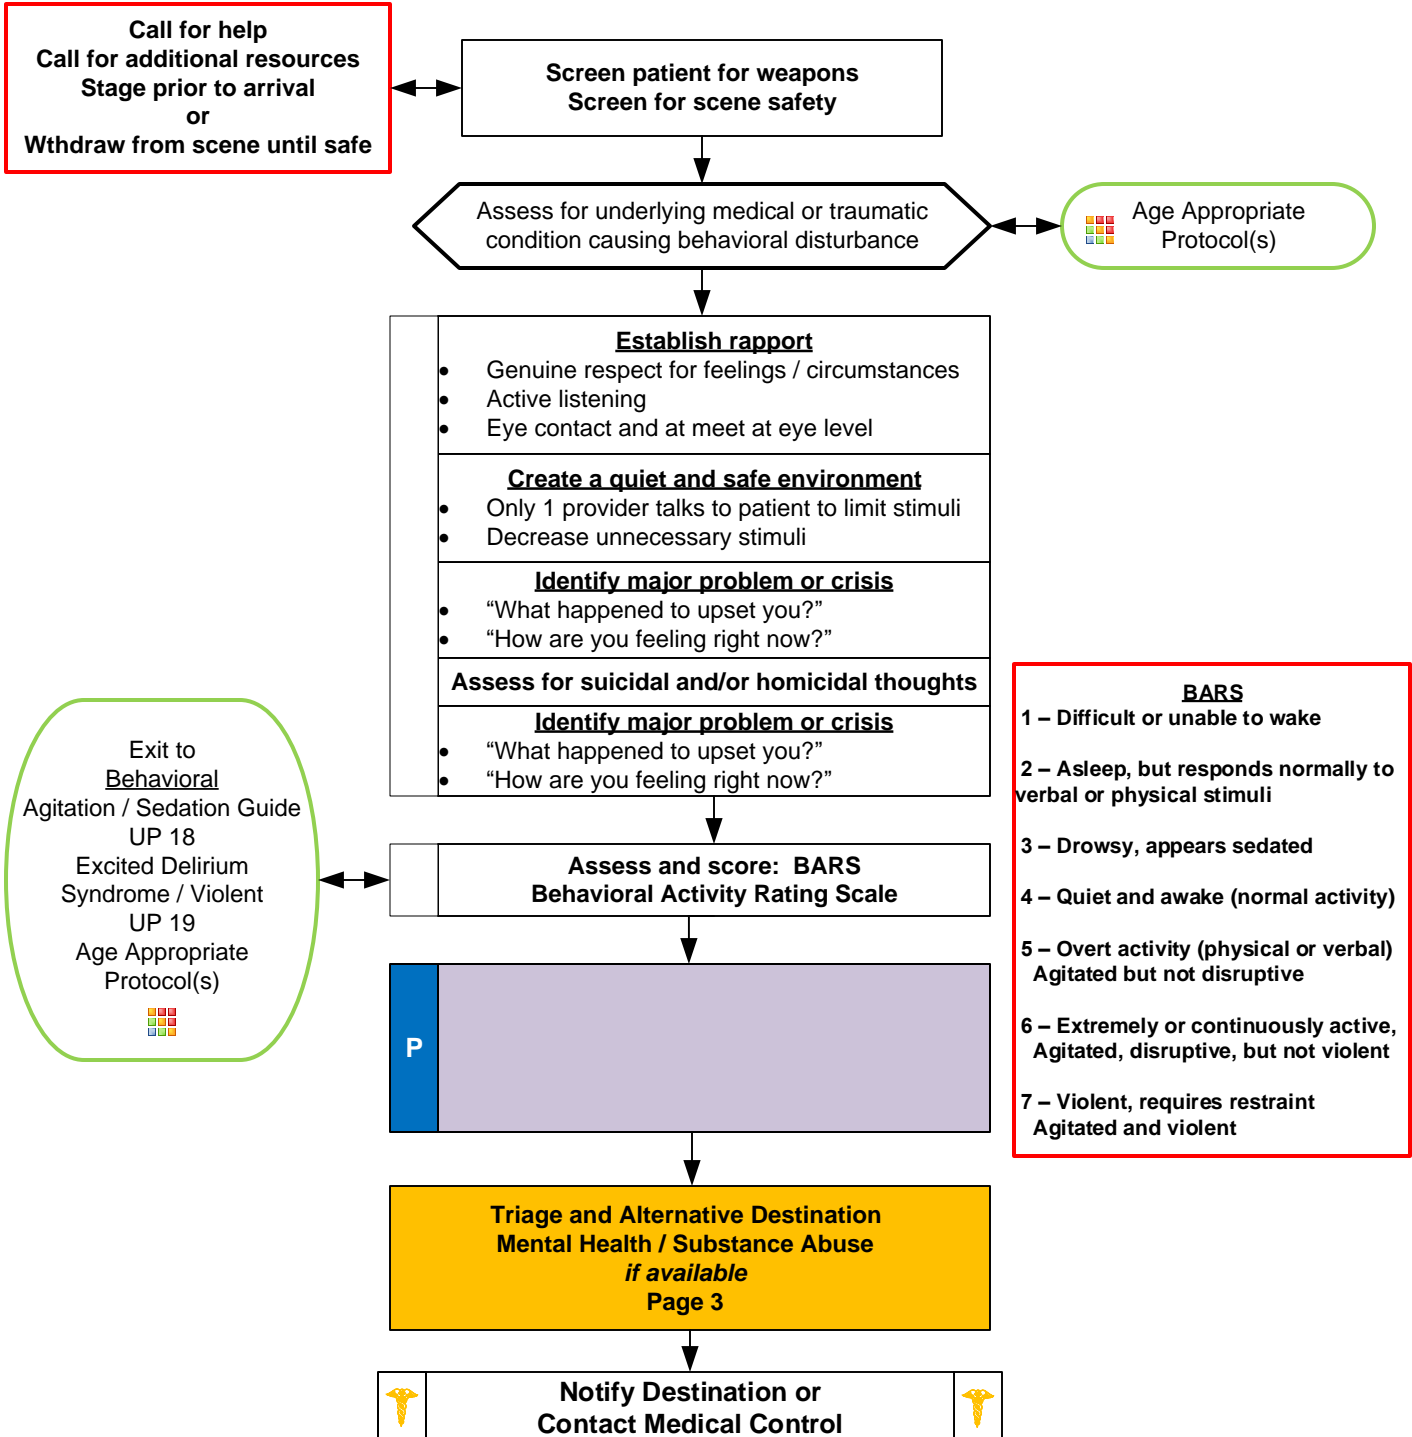 Call for help
Call for additional resources
Stage prior to arrival
or
Wthdraw from scene until safe
Screen patient for weapons
Screen for scene safety
Assess for underlying medical or traumatic
condition causing behavioral disturbance
Age Appropriate
Protocol(s)
Establish rapport
• Genuine respect for feelings / circumstances
• Active listening
• Eye contact and at meet at eye level
Create a quiet and safe environment
• Only 1 provider talks to patient to limit stimuli
• Decrease unnecessary stimuli
Identify major problem or crisis
• “What happened to upset you?”
• “How are you feeling right now?”
Assess for suicidal and/or homicidal thoughts
Identify major problem or crisis
• “What happened to upset you?”
• “How are you feeling right now?”
Exit to
Behavioral
Agitation / Sedation Guide
UP 18
Excited Delirium
Syndrome / Violent
UP 19
Age Appropriate
Protocol(s)
Assess and score: BARS
Behavioral Activity Rating Scale
BARS
1 – Difficult or unable to wake
2 – Asleep, but responds normally to
verbal or physical stimuli
3 – Drowsy, appears sedated
4 – Quiet and awake (normal activity)
5 – Overt activity (physical or verbal)
Agitated but not disruptive
6 – Extremely or continuously active,
Agitated, disruptive, but not violent
7 – Violent, requires restraint
Agitated and violent
P
Triage and Alternative Destination
Mental Health / Substance Abuse
if available
Page 3
Notify Destination or
Contact Medical Control